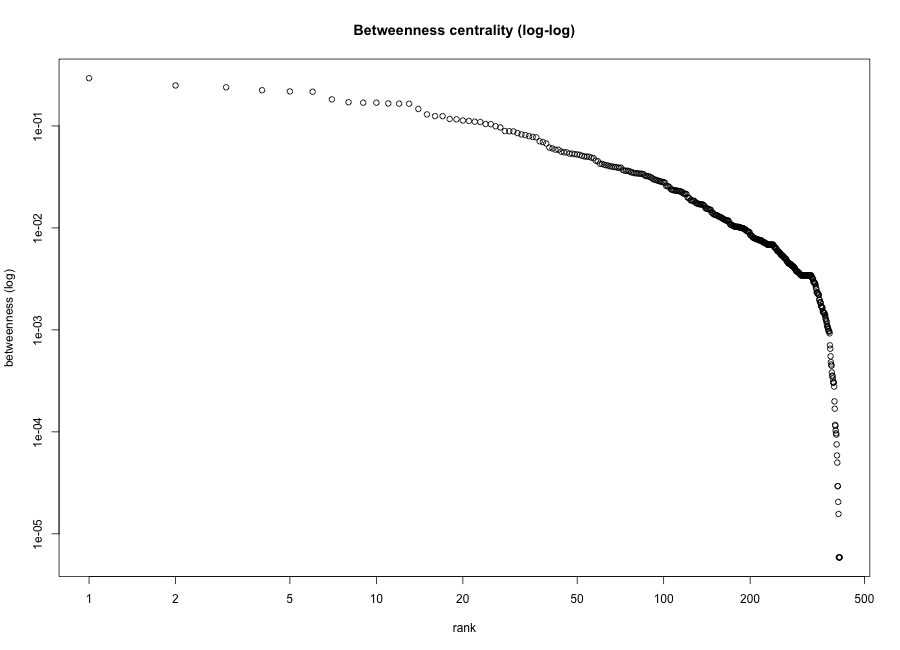 Betweenness centrality (log-log)
betweenness (log)
1e-01
1e-02
1e-03
1e-04
1e-05
1 2 5 10 20 50 100 200 500
rank